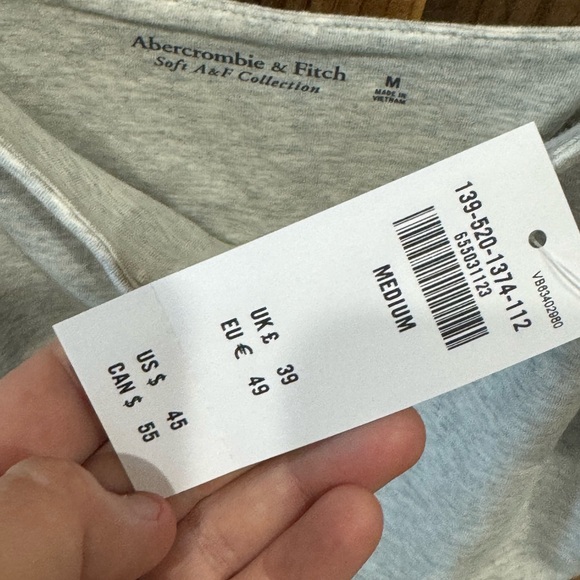 Abercrombie & Fitch
Soft A&F Collection
M
MADE IN
VIETNAM
139-520-1374-112
655031123
VB63402980
MEDIUM
UK £ 39
EU € 49
US $ 45
CAN $ 55